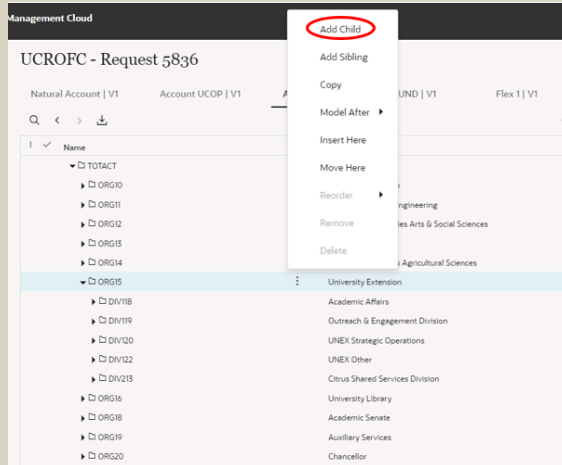 Management Cloud
UCROFC - Request 5836
Natural Account | V1 Account UCOP | V1 UND | V1 Flex 1 | V1
Add Child
Add Sibling
Copy
Model After
Insert Here
Move Here
Reorder
Remove
Delete
Name
TOTACT
ORG10
ORG11 ngineering
ORG12 ies Arts & Social Sciences
ORG13
ORG14 Agricultural Sciences
ORG15 University Extension
DIV118 Academic Affairs
DIV119 Outreach & Engagement Division
DIV120 UNEX Strategic Operations
DIV122 UNEX Other
DIV213 Citrus Shared Services Division
ORG16 University Library
ORG18 Academic Senate
ORG19 Auxiliary Services
ORG20 Chancellor